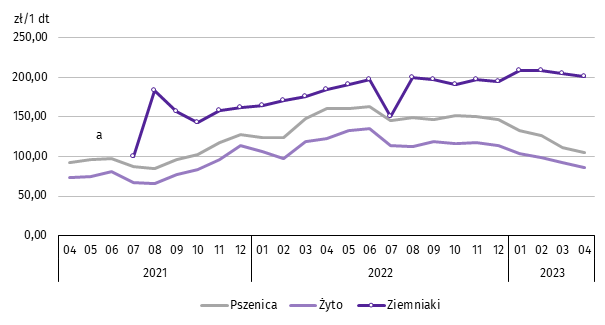 zł/1 dt
250,00
200,00
150,00
100,00
50,00
0,00
a
04 05 06 07 08 09 10 11 12 01 02 03 04 05 06 07 08 09 10 11 12 01 02 03 04
2021 2022 2023
Pszenica Żyto Ziemniaki